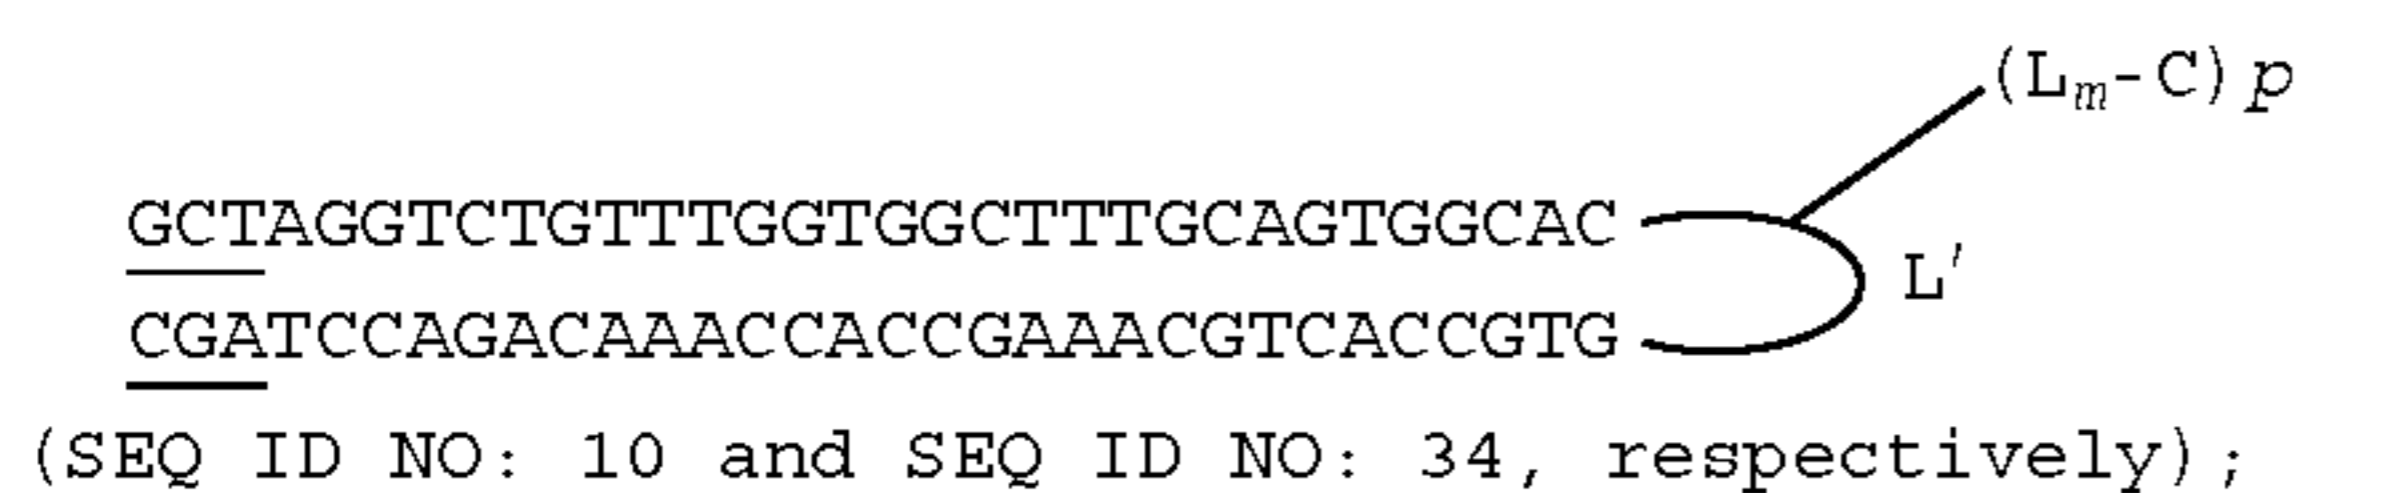 (Lm-C)p
GCTAGGTCTGTTTGGTGGCTTTGCAGTGGCAC
L'
CGATCCAGACAAACCACCGAAACGTCACCGTG
(SEQ ID NO: 10 and SEQ ID NO: 34, respectively);